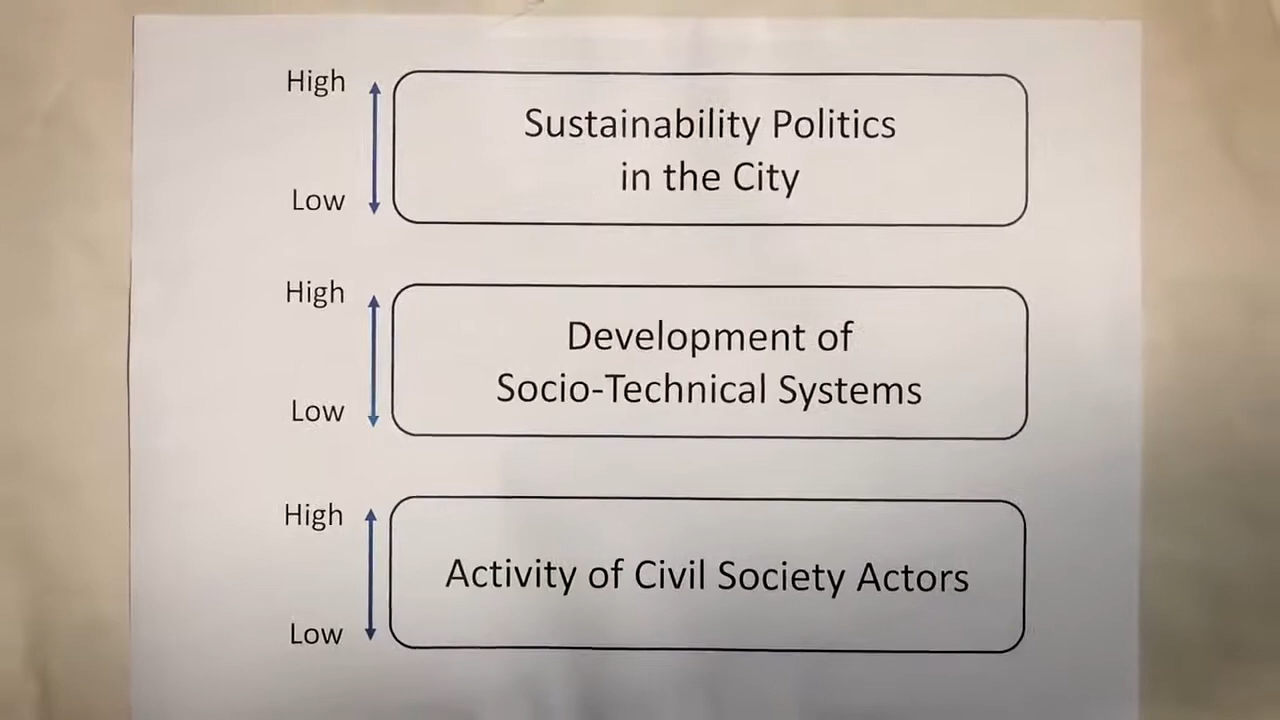 High
Sustainability Politics
in the City
Low
High
Development of
Socio-Technical Systems
Low
High
Activity of Civil Society Actors
Low